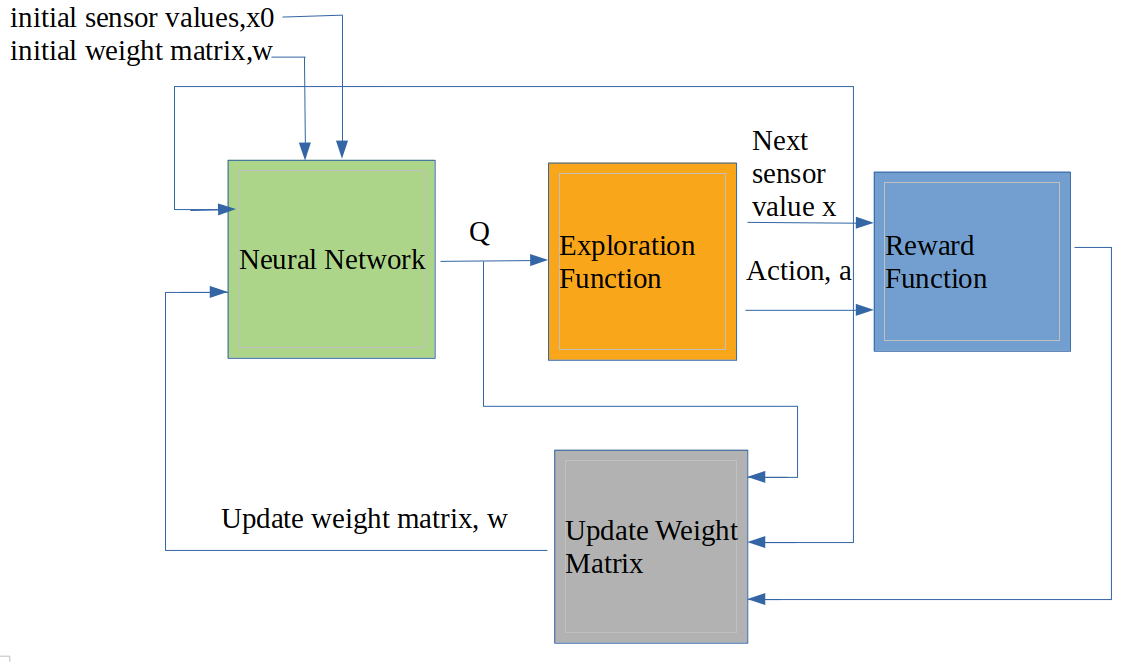 initial sensor values,x0
initial weight matrix,w
Next
sensor
value x
Q
Neural Network
Exploration
Function
Action, a
Reward
Function
Update weight matrix, w
Update Weight
Matrix